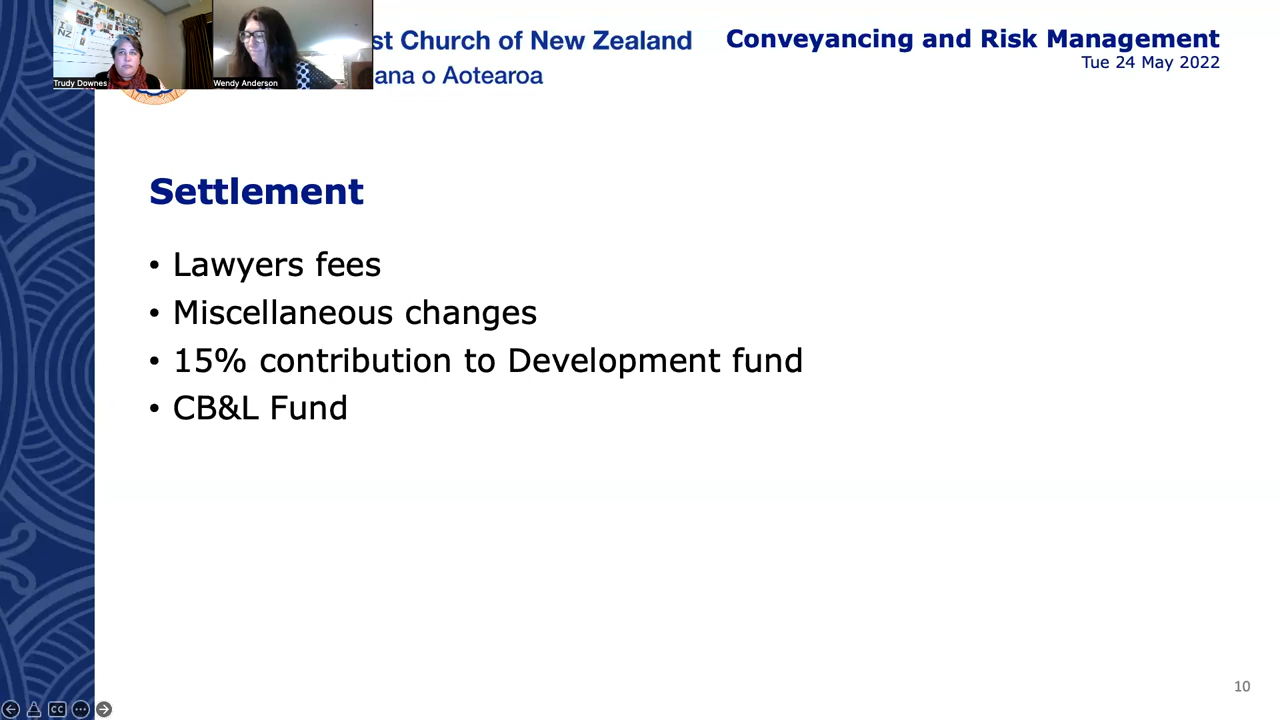 Trudy Downes
Wendy Anderson
st Church of New Zealand
ana o Aotearoa
Conveyancing and Risk Management
Tue 24 May 2022
Settlement
• Lawyers fees
• Miscellaneous changes
• 15% contribution to Development fund
• CB&L Fund
10
CC